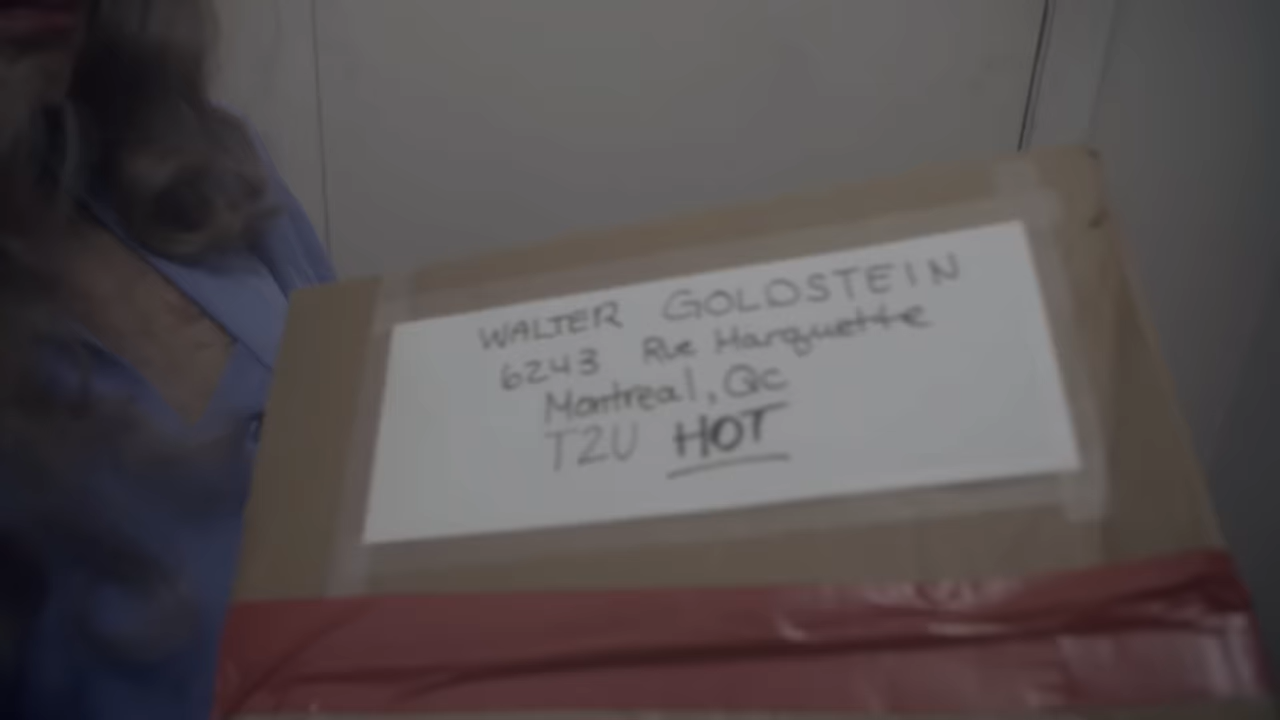 WALTER GOLDSTEIN
6243 Rue Marquette
Montreal, Qc
T2U HOT